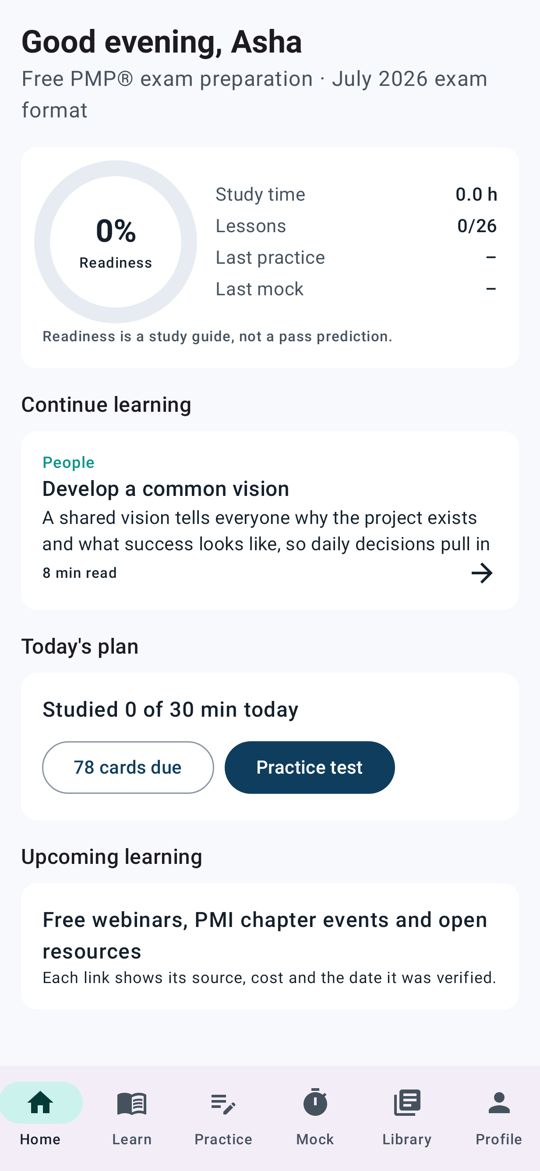 Good evening, Asha
Free PMP® exam preparation · July 2026 exam
format
0%
Readiness
Study time 0.0 h
Lessons 0/26
Last practice –
Last mock –
Readiness is a study guide, not a pass prediction.
Continue learning
People
Develop a common vision
A shared vision tells everyone why the project exists
and what success looks like, so daily decisions pull in
8 min read
Today's plan
Studied 0 of 30 min today
78 cards due
Practice test
Upcoming learning
Free webinars, PMI chapter events and open
resources
Each link shows its source, cost and the date it was verified.
Home
Learn
Practice
Mock
Library
Profile